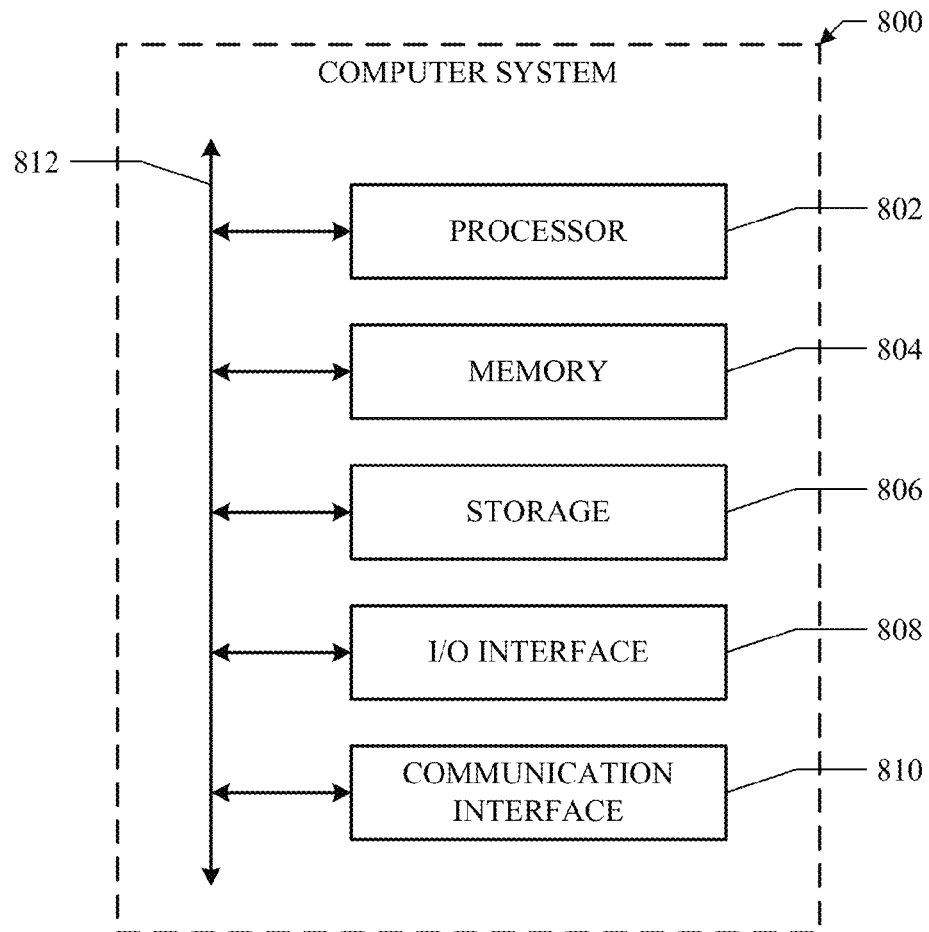 800
COMPUTER SYSTEM
812
PROCESSOR
802
MEMORY
804
STORAGE
806
I/O INTERFACE
808
COMMUNICATION
INTERFACE
810